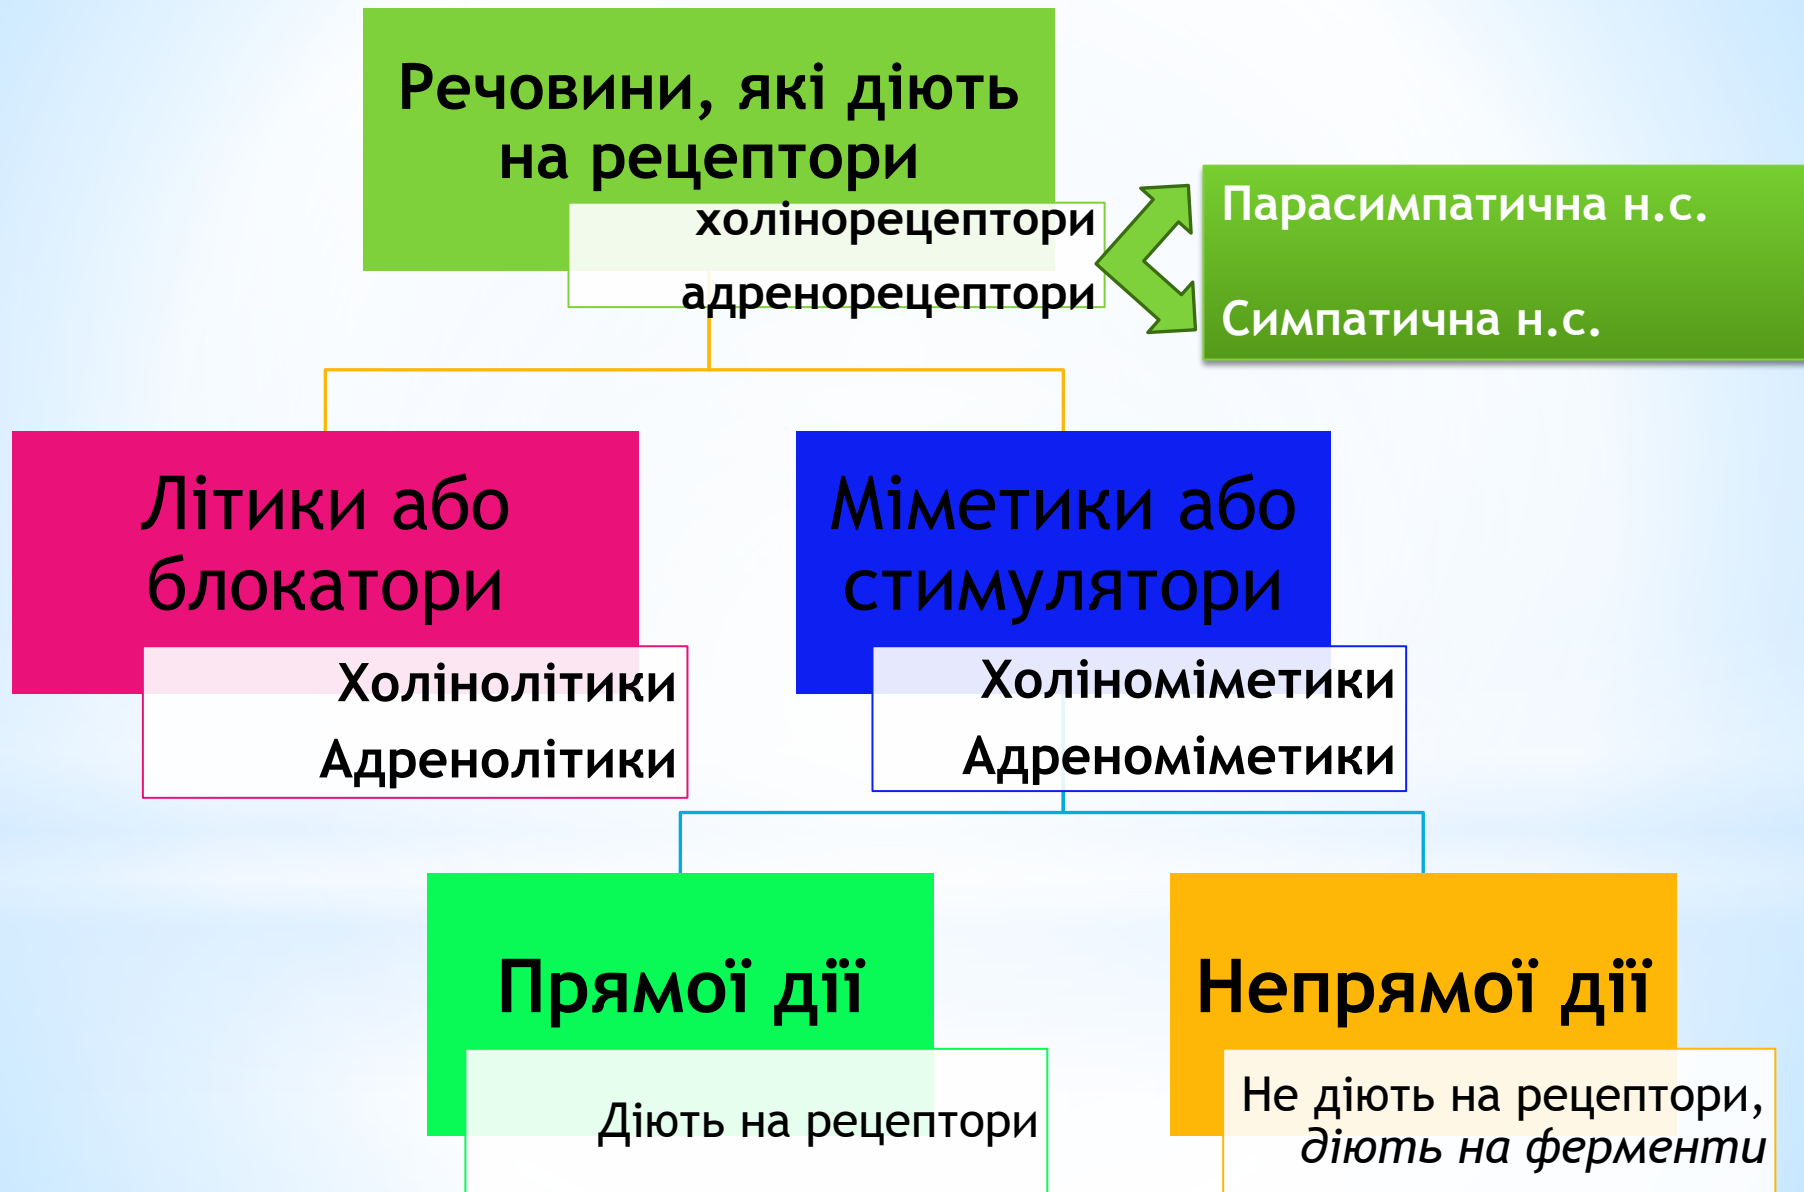 Речовини, які діють
на рецептори
холінорецептори
адренорецептори
Парасимпатична н.с.
Симпатична н.с.
Літики або
блокатори
Холінолітики
Адренолітики
Міметики або
стимулятори
Холіноміметики
Адреноміметики
Прямої дії
Діють на рецептори
Непрямої дії
Не діють на рецептори,
діють на ферменти